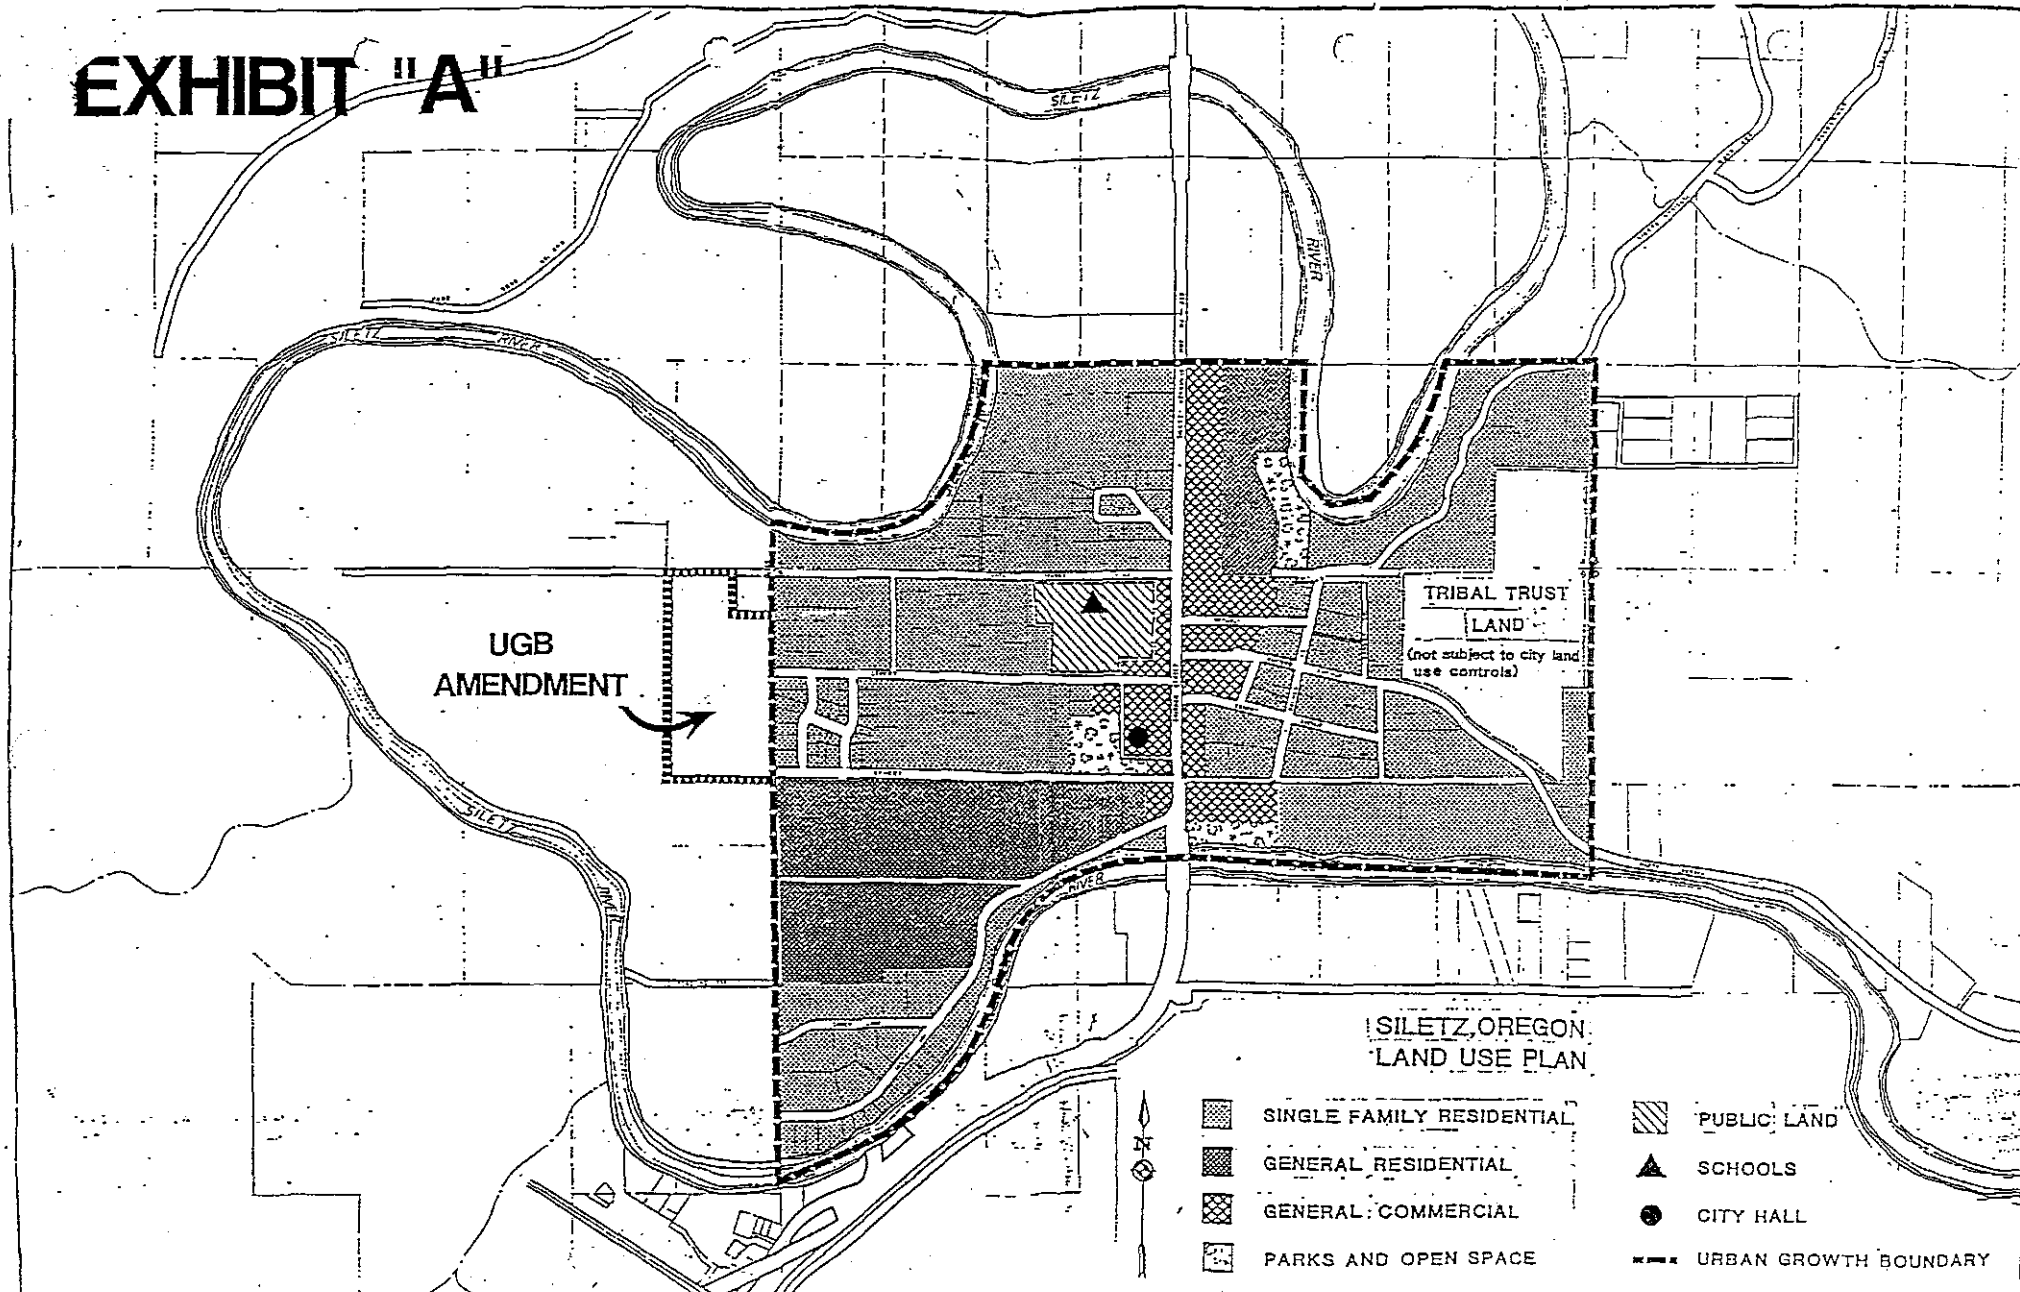 EXHIBIT "A"
SILETZ
RIVER
SILETZ
RIVER
TRIBAL TRUST
LAND
(not subject to city land
use controls)
UGB
AMENDMENT
SILETZ
RIVER
RIVER
SILETZ, OREGON
LAND USE PLAN
N
SINGLE FAMILY RESIDENTIAL
GENERAL RESIDENTIAL
GENERAL COMMERCIAL
PARKS AND OPEN SPACE
PUBLIC LAND
SCHOOLS
CITY HALL
URBAN GROWTH BOUNDARY